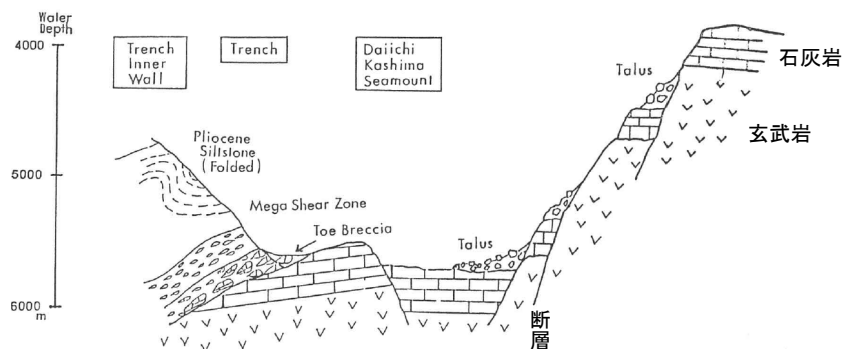 Water
Depth
4000
5000
6000
m
Trench
Inner
Wall
Trench
Daiichi
Kashima
Seamount
Talus
石灰岩
玄武岩
Pliocene
Siltstone
(Folded)
Mega Shear Zone
Toe Breccia
Talus
断層